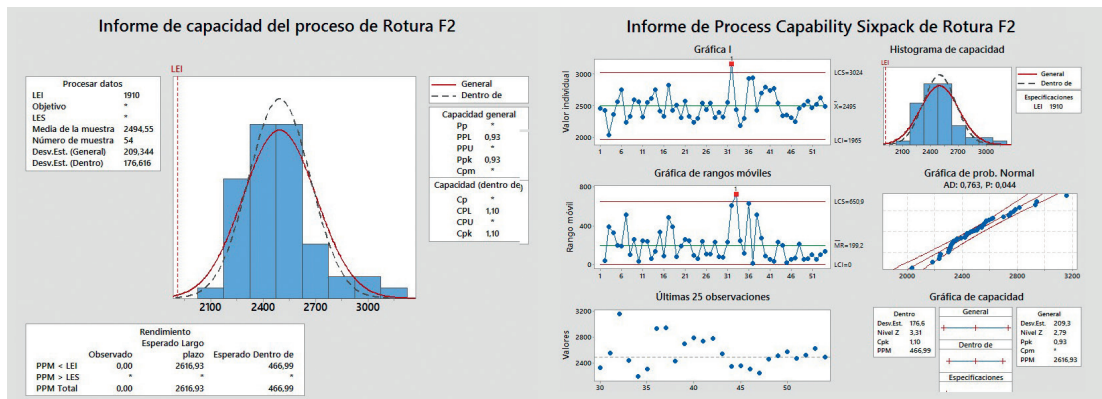 Informe de capacidad del proceso de Rotura F2
LEI
Procesar datos
LEI 1910
Objetivo *
LES *
Media de la muestra 2494,55
Número de muestra 54
Desv.Est. (General) 209,344
Desv.Est. (Dentro) 176,616
General
Dentro de
Capacidad general
Pp *
PPL 0,93
PPU *
Ppk 0,93
Cpm *
Capacidad (dentro de)
Cp *
CPL 1,10
CPU *
Cpk 1,10
2100 2400 2700 3000
Rendimiento
Esperado Largo
Observado plazo Esperado Dentro de
PPM < LEI 0,00 2616,93 466,99
PPM > LES * * *
PPM Total 0,00 2616,93 466,99
Informe de Process Capability Sixpack de Rotura F2
Gráfica I
Valor individual
3000
2500
2000
1
LCS=3024
X=2495
LCI=1965
1 6 11 16 21 26 31 36 41 46 51
Gráfica de rangos móviles
Rango móvil
800
400
0
1
LCS=650,9
MR=199,2
LCI=0
1 6 11 16 21 26 31 36 41 46 51
Últimas 25 observaciones
Valores
3200
2800
2400
30 35 40 45 50
Histograma de capacidad
LEI
General
Dentro de
Especificaciones
LEI 1910
2100 2400 2700 3000
Gráfica de prob. Normal
AD: 0,763, P: 0,044
2000 2400 2800 3200
Gráfica de capacidad
Dentro
Desv.Est. 176,6
Nivel Z 3,31
Cpk 1,10
PPM 466,99
General
Dentro de
Especificaciones
General
Desv.Est. 209,3
Nivel Z 2,79
Ppk 0,93
Cpm *
PPM 2616,93